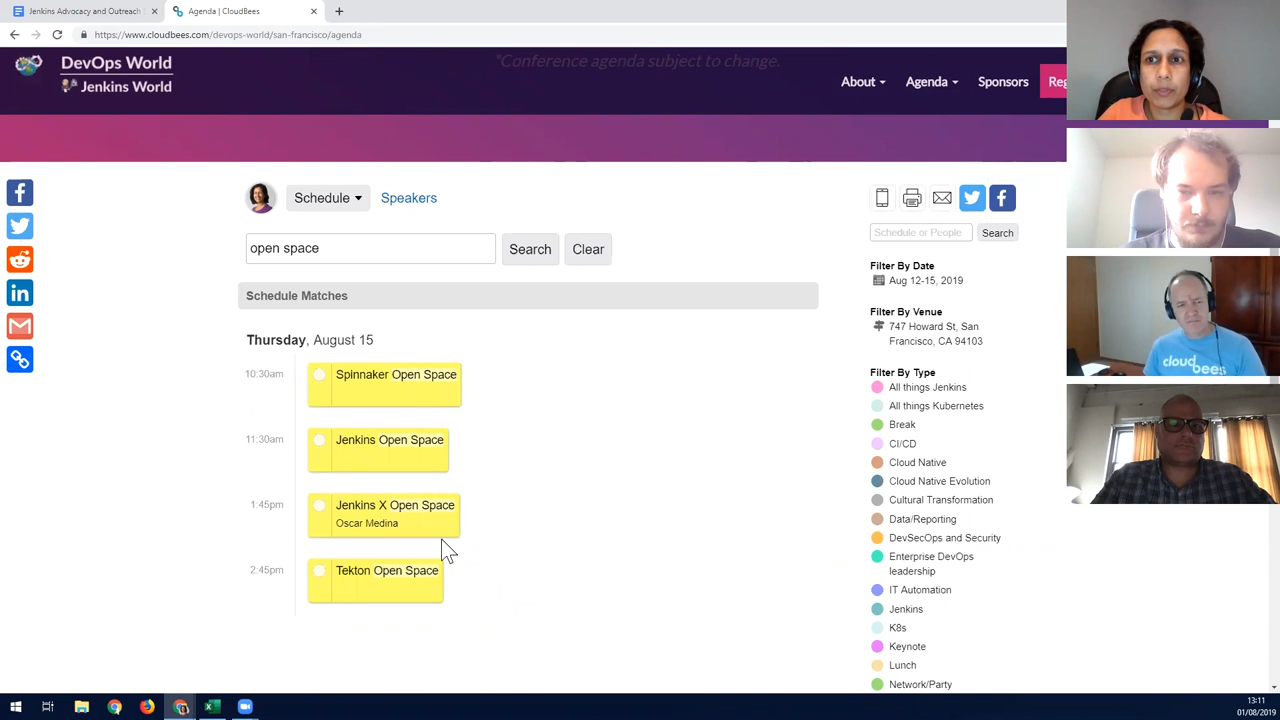 Jenkins Advocacy and Outreach
Agenda | CloudBees
https://www.cloudbees.com/devops-world/san-francisco/agenda
DevOps World
Jenkins World
*Conference agenda subject to change.
About
Agenda
Sponsors
Reg
Schedule
Speakers
open space
Search
Clear
Schedule or People
Search
Schedule Matches
Thursday, August 15
10:30am
Spinnaker Open Space
11:30am
Jenkins Open Space
1:45pm
Jenkins X Open Space
Oscar Medina
2:45pm
Tekton Open Space
Filter By Date
Aug 12-15, 2019
Filter By Venue
747 Howard St, San
Francisco, CA 94103
Filter By Type
All things Jenkins
All things Kubernetes
Break
CI/CD
Cloud Native
Cloud Native Evolution
Cultural Transformation
Data/Reporting
DevSecOps and Security
Enterprise DevOps
leadership
IT Automation
Jenkins
K8s
Keynote
Lunch
Network/Party
cloud
bees
13:11
01/08/2019